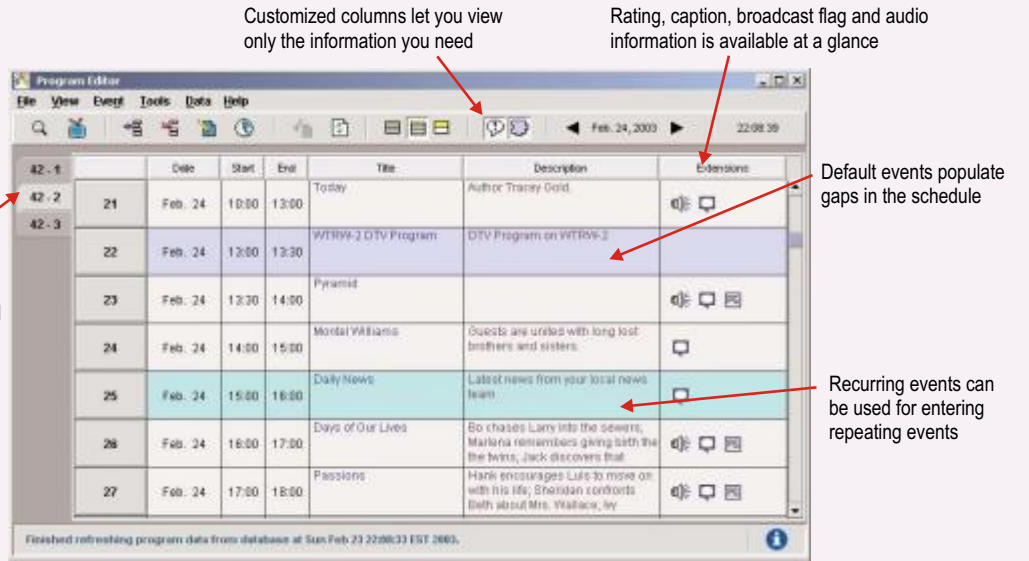 Customized columns let you view
only the information you need
Rating, caption, broadcast flag and audio
information is available at a glance
Program Editor
File View Event Tools Data Help
Feb. 24, 2003 22:08:39
42 - 1
42 - 2
42 - 3
Date Start End Title Description Extensions
21 Feb. 24 10:00 13:00 Today Author Tracey Gold.
22 Feb. 24 13:00 13:30 WTRW-2 DTV Program DTV Program on WTRW-2
23 Feb. 24 13:30 14:00 Pyramid
24 Feb. 24 14:00 15:00 Montel Williams Guests are united with long lost
brothers and sisters.
25 Feb. 24 15:00 16:00 Daily News Latest news from your local news
team
26 Feb. 24 16:00 17:00 Days of Our Lives Bo chases Larry into the sewers;
Marlena remembers giving birth the
the twins; Jack discovers that
27 Feb. 24 17:00 18:00 Passions Hank encourages Luis to move on
with his life; Sheridan confronts
Beth about Mrs. Wallace; Ivy
Finished refreshing program data from database at Sun Feb 23 22:08:33 EST 2003.
Default events populate
gaps in the schedule
Recurring events can
be used for entering
repeating events